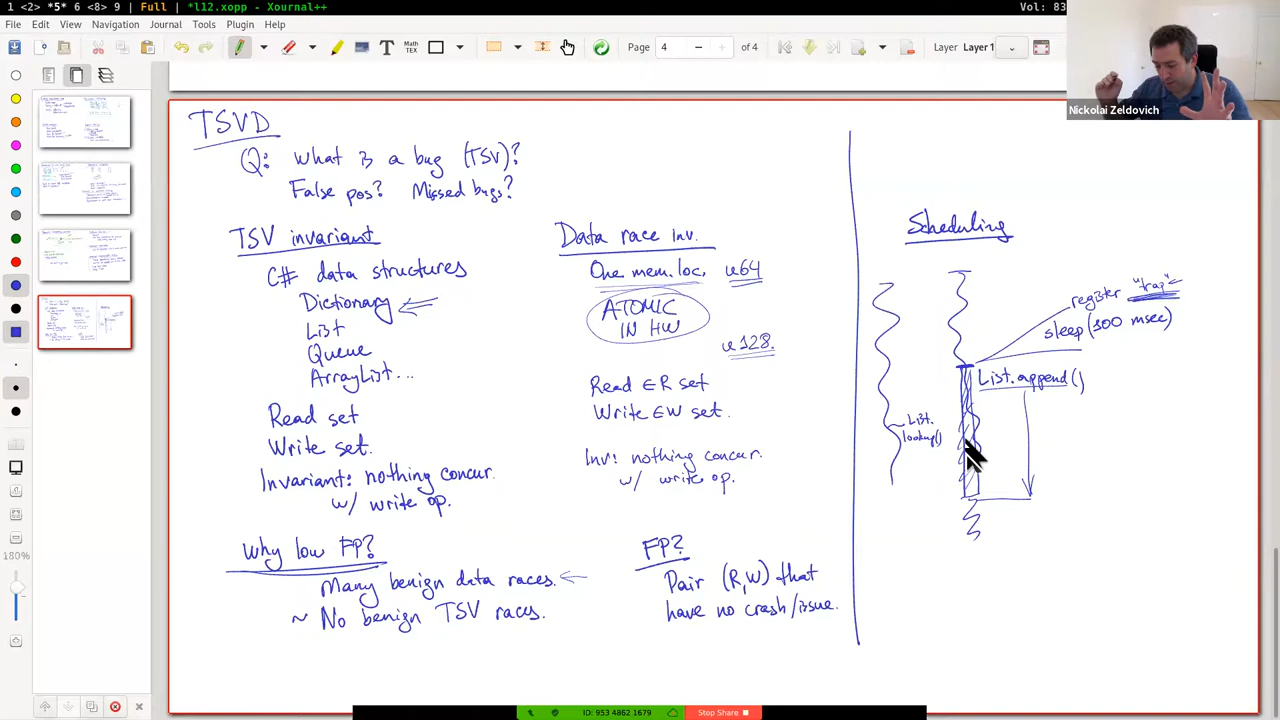 1 <2> *5* 6 <8> 9 | Full | *l12.xopp - Xournal++
Vol: 83
File Edit View Navigation Journal Tools Plugin Help
Page 4 of 4 Layer Layer 1
Nickolai Zeldovich
TSVD
Q: What is a bug (TSV)?
False pos? Missed bugs?
TSV invariant
C# data structures
Dictionary
List
Queue
ArrayList...
Read set
Write set.
Invariant: nothing concur.
w/ write op.
Why low FP?
Many benign data races.
~ No benign TSV races.
Data race inv.
One mem. loc. u64
ATOMIC
IN HW
u128.
Read ∈ R set
Write ∈ W set.
Inv: nothing concur.
w/ write op.
FP?
Pair (R,W) that
have no crash/issue.
Scheduling
register "trap"
sleep(100 msec)
List.append()
List.
lookup()
180%
ID: 953 4862 1679 Stop Share